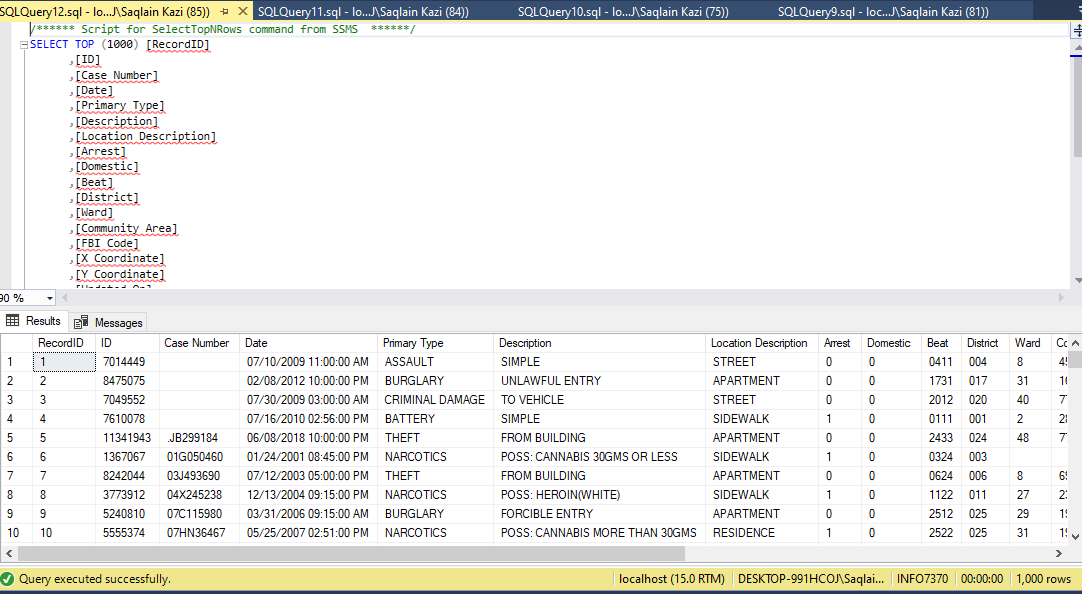 SQLQuery12.sql - lo...J\Saqlain Kazi (85)) SQLQuery11.sql - lo...J\Saqlain Kazi (84)) SQLQuery10.sql - lo...J\Saqlain Kazi (75)) SQLQuery9.sql - loc...J\Saqlain Kazi (81))
/****** Script for SelectTopNRows command from SSMS ******/
SELECT TOP (1000) [RecordID]
,[ID]
,[Case Number]
,[Date]
,[Primary Type]
,[Description]
,[Location Description]
,[Arrest]
,[Domestic]
,[Beat]
,[District]
,[Ward]
,[Community Area]
,[FBI Code]
,[X Coordinate]
,[Y Coordinate]
,[Updated On]
90 %
Results Messages
RecordID ID Case Number Date Primary Type Description Location Description Arrest Domestic Beat District Ward Co
1 1 7014449 07/10/2009 11:00:00 AM ASSAULT SIMPLE STREET 0 0 0411 004 8 45
2 2 8475075 02/08/2012 10:00:00 PM BURGLARY UNLAWFUL ENTRY APARTMENT 0 0 1731 017 31 16
3 3 7049552 07/30/2009 03:00:00 AM CRIMINAL DAMAGE TO VEHICLE STREET 0 0 2012 020 40 77
4 4 7610078 07/16/2010 02:56:00 PM BATTERY SIMPLE SIDEWALK 1 0 0111 001 2 28
5 5 11341943 .JB299184 06/08/2018 10:00:00 PM THEFT FROM BUILDING APARTMENT 0 0 2433 024 48 77
6 6 1367067 01G050460 01/24/2001 08:45:00 PM NARCOTICS POSS: CANNABIS 30GMS OR LESS SIDEWALK 1 0 0324 003
7 7 8242044 03J493690 07/12/2003 05:00:00 PM THEFT FROM BUILDING APARTMENT 0 0 0624 006 8 69
8 8 3773912 04X245238 12/13/2004 09:15:00 PM NARCOTICS POSS: HEROIN(WHITE) SIDEWALK 1 0 1122 011 27 23
9 9 5240810 07C115980 03/31/2006 09:15:00 AM BURGLARY FORCIBLE ENTRY APARTMENT 0 0 2512 025 29 19
10 10 5555374 07HN36467 05/25/2007 02:51:00 PM NARCOTICS POSS: CANNABIS MORE THAN 30GMS RESIDENCE 1 0 2522 025 31 19
Query executed successfully. localhost (15.0 RTM) DESKTOP-991HCOJ\Saqlai... INFO7370 00:00:00 1,000 rows